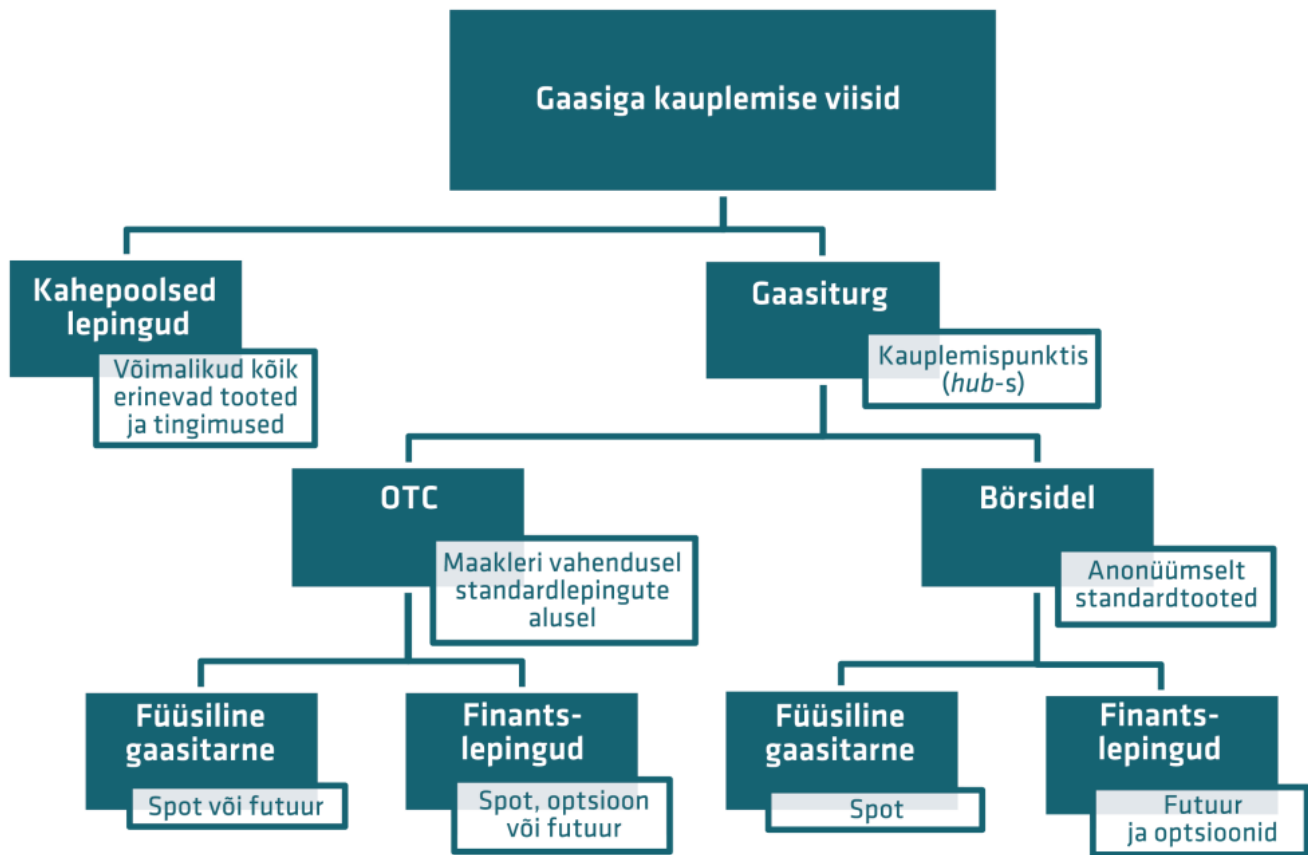 Gaasiga kauplemise viisid
Kahepoolsed
lepingud
Võimalikud kõik
erinevad tooted
ja tingimused
Gaasiturg
Kauplemispunktis
(hub-s)
OTC
Maakleri vahendusel
standardlepingute
alusel
Börsidel
Anonüümselt
standardtooted
Füüsiline
gaasitarne
Spot või futuur
Finants-
lepingud
Spot, optsioon
või futuur
Füüsiline
gaasitarne
Spot
Finants-
lepingud
Futuur
ja optsioonid